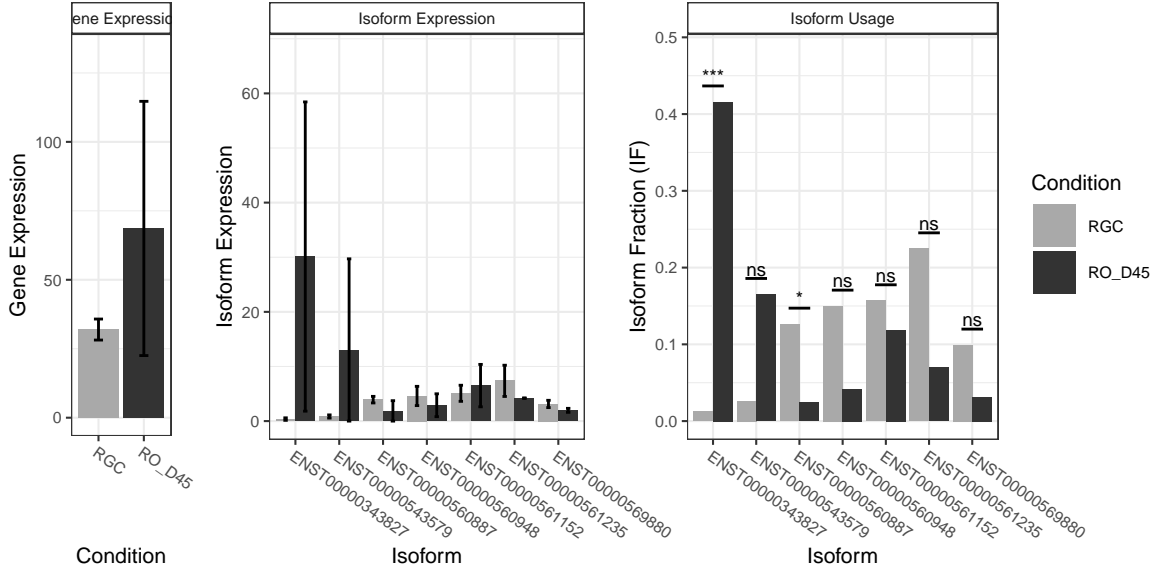 ene Expressio
Gene Expression
100
50
0
RGC
RO_D45
Condition
Isoform Expression
Isoform Expression
60
40
20
0
ENST00000343827
ENST00000543579
ENST00000560887
ENST00000560948
ENST00000561152
ENST00000561235
ENST00000569880
Isoform
Isoform Usage
Isoform Fraction (IF)
0.5
0.4
0.3
0.2
0.1
0.0
***
ns
*
ns
ns
ns
ns
ENST00000343827
ENST00000543579
ENST00000560887
ENST00000560948
ENST00000561152
ENST00000561235
ENST00000569880
Isoform
Condition
RGC
RO_D45